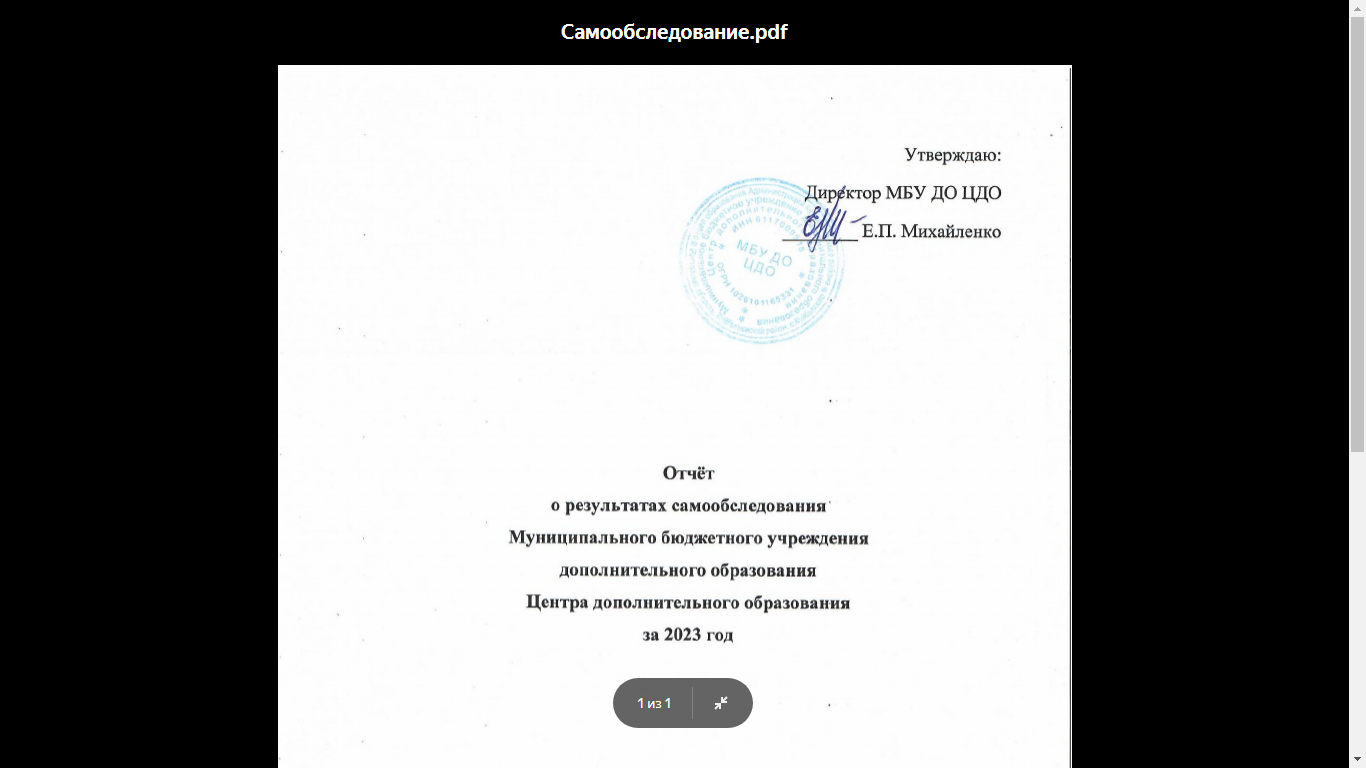 Самообследование.pdf
Утверждаю:
Директор МБУ ДО ЦДО
Е.П. Михайленко
МБУ ДО
ЦДО
Отчёт
о результатах самообследования
Муниципального бюджетного учреждения
дополнительного образования
Центра дополнительного образования
за 2023 год
1 из 1